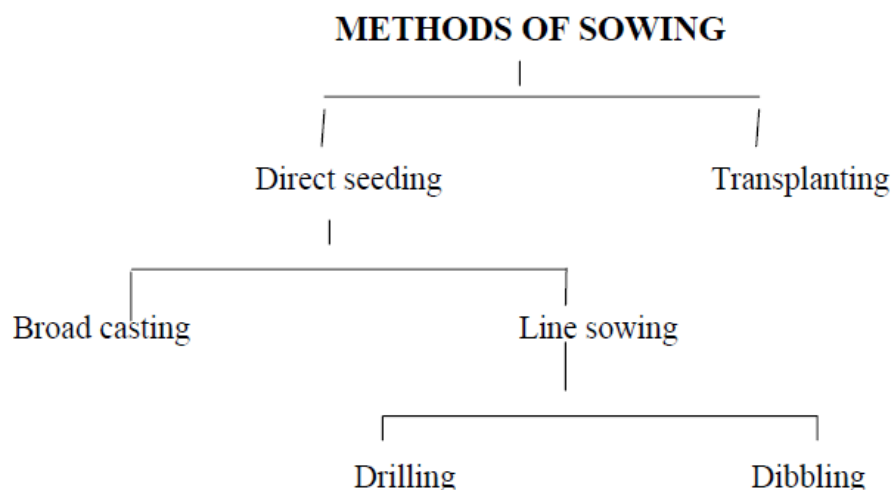 METHODS OF SOWING
Direct seeding Transplanting
Broad casting Line sowing
Drilling Dibbling